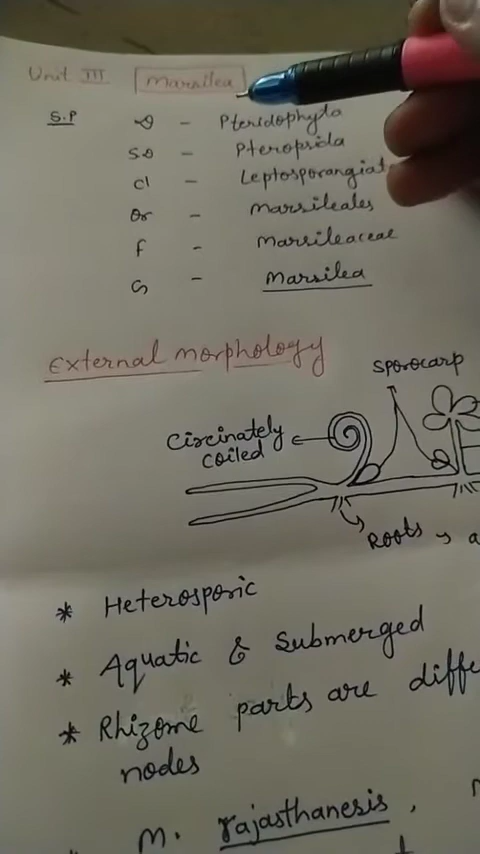 Unit III Marsilea
S.P D - Pteridophyta
SD - Pteropsida
cl - Leptosporangiat
Or - Marsileales
F - Marsileaceae
G - Marsilea
External morphology
Sporocarp
Circinately
coiled
Roots → a
* Heterosporic
* Aquatic & Submerged
* Rhizome parts are diffe
nodes
* M. rajasthanesis,